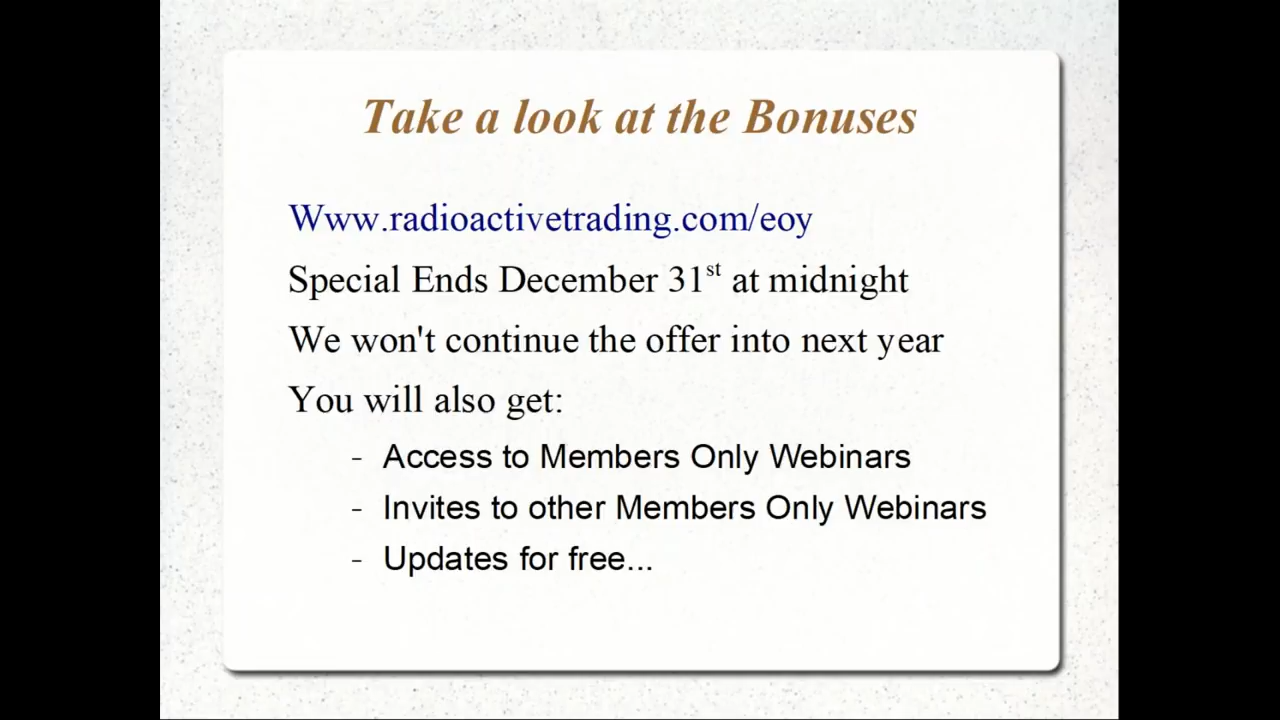 Take a look at the Bonuses
Www.radioactivetrading.com/eoy
Special Ends December 31st at midnight
We won't continue the offer into next year
You will also get:
- Access to Members Only Webinars
- Invites to other Members Only Webinars
- Updates for free...